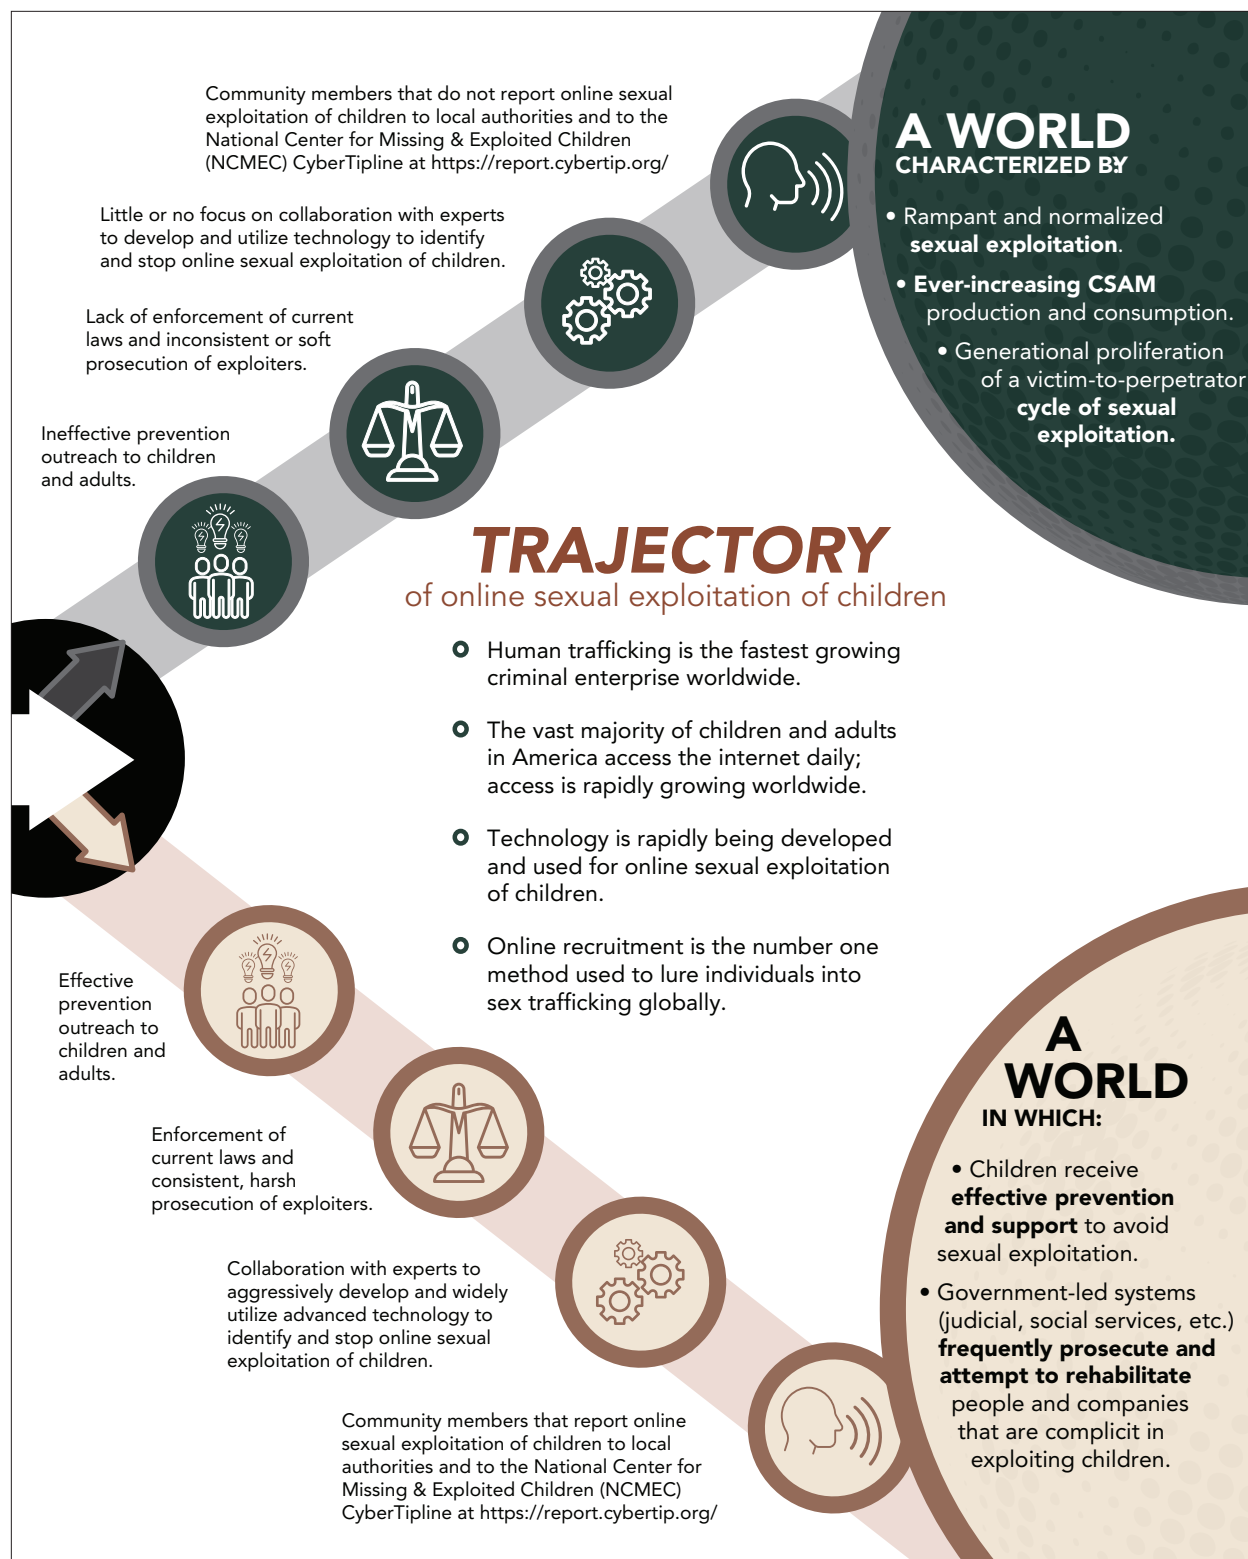 Community members that do not report online sexual
exploitation of children to local authorities and to the
National Center for Missing & Exploited Children
(NCMEC) CyberTipline at https://report.cybertip.org/
Little or no focus on collaboration with experts
to develop and utilize technology to identify
and stop online sexual exploitation of children.
Lack of enforcement of current
laws and inconsistent or soft
prosecution of exploiters.
Ineffective prevention
outreach to children
and adults.
A WORLD
CHARACTERIZED BY:
• Rampant and normalized
sexual exploitation.
• Ever-increasing CSAM
production and consumption.
• Generational proliferation
of a victim-to-perpetrator
cycle of sexual
exploitation.
TRAJECTORY
of online sexual exploitation of children
Human trafficking is the fastest growing
criminal enterprise worldwide.
The vast majority of children and adults
in America access the internet daily;
access is rapidly growing worldwide.
Technology is rapidly being developed
and used for online sexual exploitation
of children.
Online recruitment is the number one
method used to lure individuals into
sex trafficking globally.
Effective
prevention
outreach to
children and
adults.
Enforcement of
current laws and
consistent, harsh
prosecution of exploiters.
Collaboration with experts to
aggressively develop and widely
utilize advanced technology to
identify and stop online sexual
exploitation of children.
Community members that report online
sexual exploitation of children to local
authorities and to the National Center for
Missing & Exploited Children (NCMEC)
CyberTipline at https://report.cybertip.org/
A
WORLD
IN WHICH:
• Children receive
effective prevention
and support to avoid
sexual exploitation.
• Government-led systems
(judicial, social services, etc.)
frequently prosecute and
attempt to rehabilitate
people and companies
that are complicit in
exploiting children.